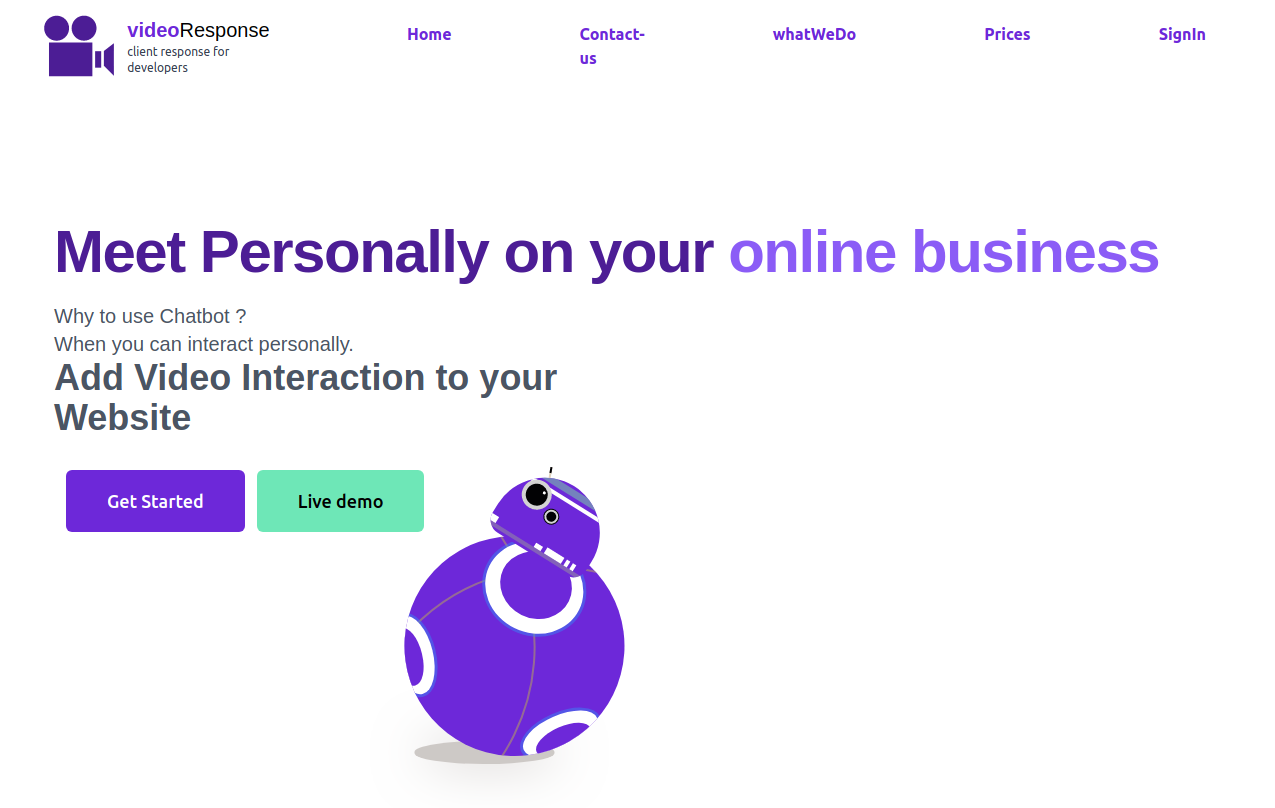 videoResponse
client response for
developers
Home
Contact-
us
whatWeDo
Prices
SignIn
Meet Personally on your online business
Why to use Chatbot ?
When you can interact personally.
Add Video Interaction to your
Website
Get Started
Live demo